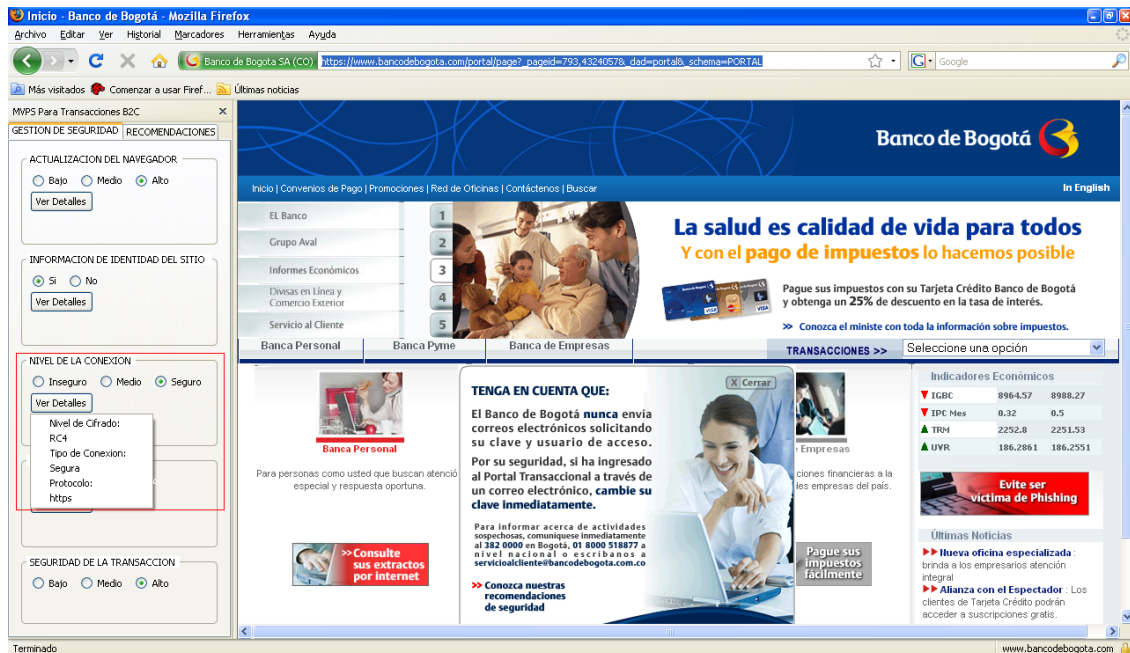 Inicio - Banco de Bogotá - Mozilla Firefox
Archivo Editar Ver Historial Marcadores Herramientas Ayuda
Banco de Bogota SA (CO) https://www.bancodebogota.com/portal/page?_pageid=793,4324057&_dad=portal&_schema=PORTAL
G Google
Más visitados Comenzar a usar Firef... Últimas noticias
MVPS Para Transacciones B2C X
GESTION DE SEGURIDAD RECOMENDACIONES
ACTUALIZACION DEL NAVEGADOR
Bajo Medio Alto
Ver Detalles
INFORMACION DE IDENTIDAD DEL SITIO
Si No
Ver Detalles
NIVEL DE LA CONEXION
Inseguro Medio Seguro
Ver Detalles
Nivel de Cifrado:
RC4
Tipo de Conexion:
Segura
Protocolo:
https
SEGURIDAD DE LA TRANSACCION
Bajo Medio Alto
Banco de Bogotá
Inicio | Convenios de Pago | Promociones | Red de Oficinas | Contáctenos | Buscar
In English
EL Banco 1
Grupo Aval 2
Informes Económicos 3
Divisas en Línea y
Comercio Exterior 4
Servicio al Cliente 5
La salud es calidad de vida para todos
Y con el pago de impuestos lo hacemos posible
Pague sus impuestos con su Tarjeta Crédito Banco de Bogotá
y obtenga un 25% de descuento en la tasa de interés.
>> Conozca el ministe con toda la información sobre impuestos.
Banca Personal Banca Pyme Banca de Empresas
TRANSACCIONES >> Seleccione una opción
Banca Personal
Para personas como usted que buscan atenció
especial y respuesta oportuna.
>>Consulte
sus extractos
por internet
X Cerrar
TENGA EN CUENTA QUE:
El Banco de Bogotá nunca envía
correos electrónicos solicitando
su clave y usuario de acceso.
Por su seguridad, si ha ingresado
al Portal Transaccional a través de
un correo electrónico, cambie su
clave inmediatamente.
Para informar acerca de actividades
sospechosas, comuníquese inmediatamente
al 382 0000 en Bogotá, 01 8000 518877 a
nivel nacional o escríbanos a
servicioalcliente@bancodebogota.com.co
>> Conozca nuestras
recomendaciones
de seguridad
Empresas
ciones financieras a la
des empresas del país.
Pague sus
impuestos
fácilmente
Indicadores Económicos
IGBC 8964.57 8988.27
IPC Mes 0.32 0.5
TRM 2252.8 2251.53
UVR 186.2861 186.2551
Evite ser
víctima de Phishing
Últimas Noticias
Nueva oficina especializada :
brinda a los empresarios atención
integral
Alianza con el Espectador : Los
clientes de Tarjeta Crédito podrán
acceder a suscripciones gratis.
Terminado
www.bancodebogota.com